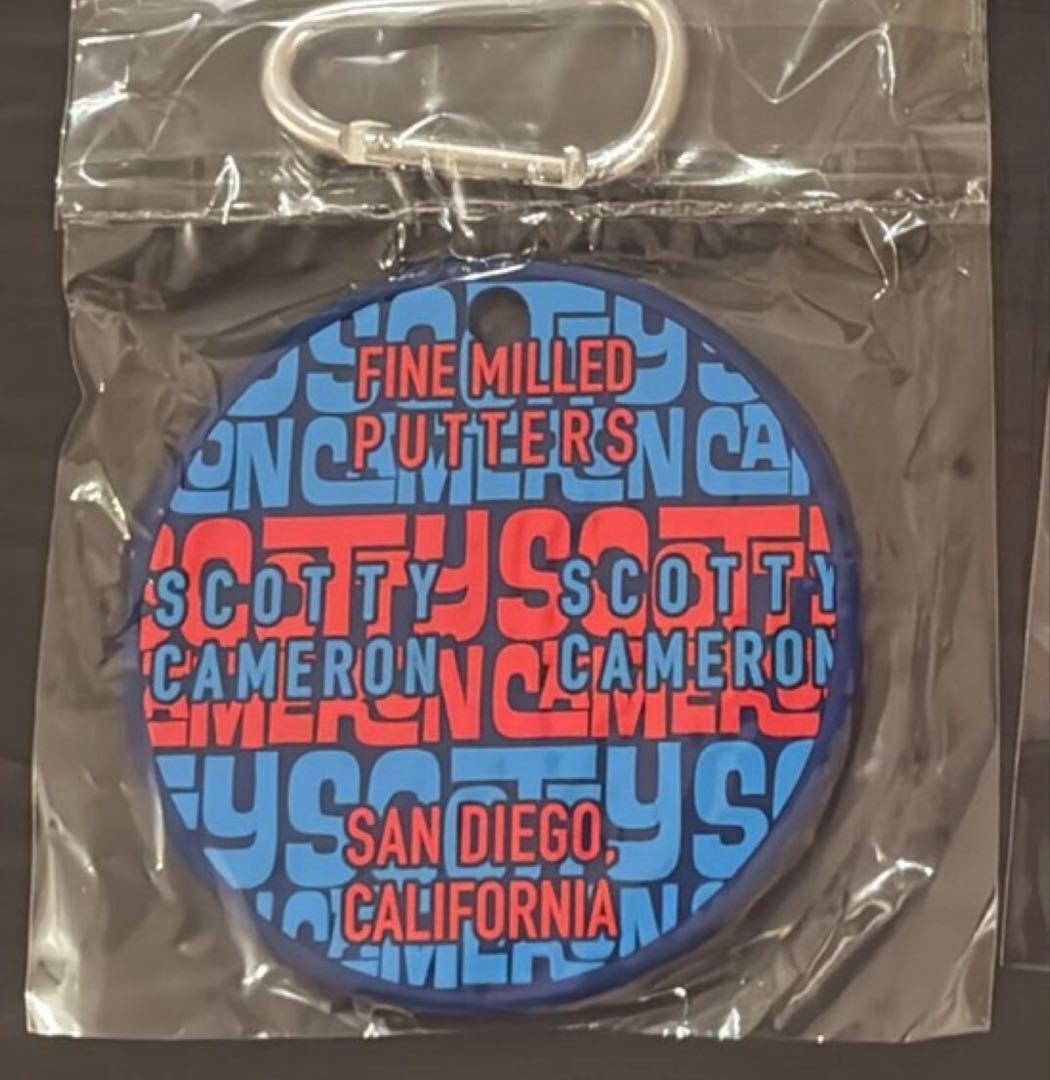 FINE MILLED
PUTTERS
SCOTTY SCOTTY
CAMERON CAMERON
SAN DIEGO,
CALIFORNIA